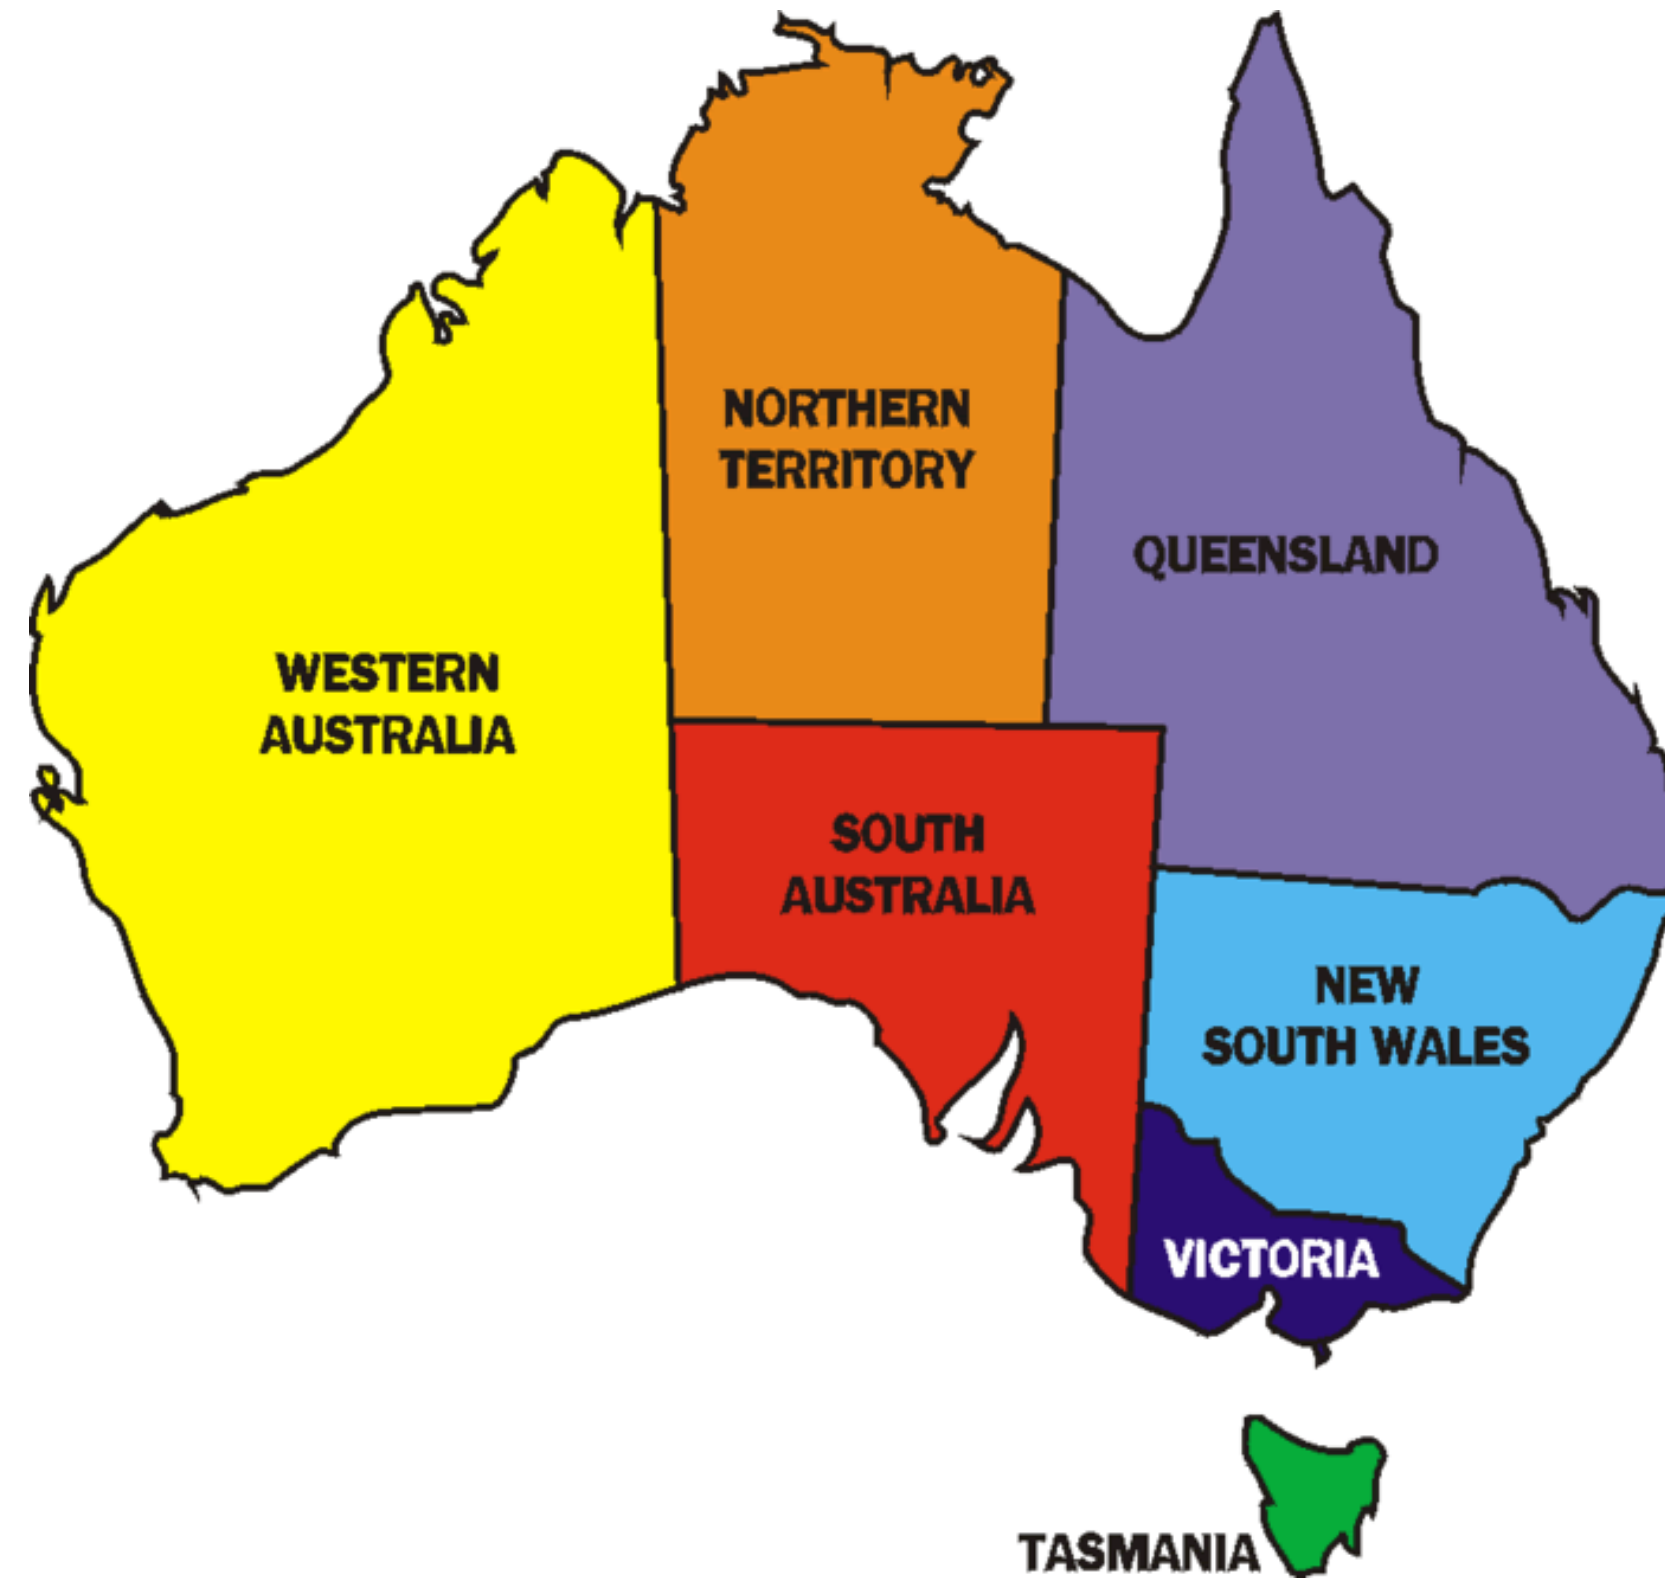 NORTHERN
TERRITORY
QUEENSLAND
WESTERN
AUSTRALIA
SOUTH
AUSTRALIA
NEW
SOUTH WALES
VICTORIA
TASMANIA